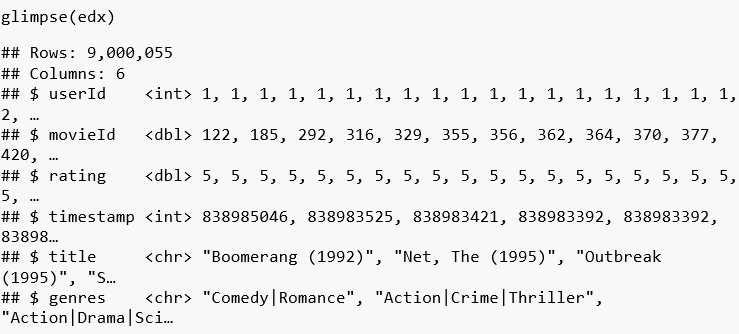 glimpse(edx)
## Rows: 9,000,055
## Columns: 6
## $ userId    <int> 1, 1, 1, 1, 1, 1, 1, 1, 1, 1, 1, 1, 1, 1, 1, 1, 1, 1, 1,
2, …
## $ movieId   <dbl> 122, 185, 292, 316, 329, 355, 356, 362, 364, 370, 377,
420, …
## $ rating    <dbl> 5, 5, 5, 5, 5, 5, 5, 5, 5, 5, 5, 5, 5, 5, 5, 5, 5, 5, 5,
5, …
## $ timestamp <int> 838985046, 838983525, 838983421, 838983392, 838983392,
83898…
## $ title     <chr> "Boomerang (1992)", "Net, The (1995)", "Outbreak
(1995)", "S…
## $ genres    <chr> "Comedy|Romance", "Action|Crime|Thriller",
"Action|Drama|Sci…